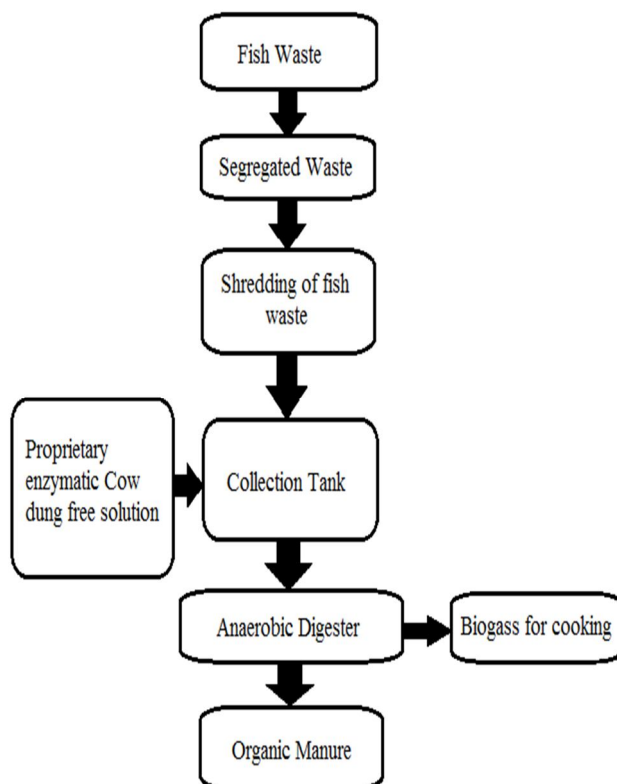 Fish Waste
Segregated Waste
Shredding of fish
waste
Proprietary
enzymatic Cow
dung free solution
Collection Tank
Anaerobic Digester
Biogass for cooking
Organic Manure